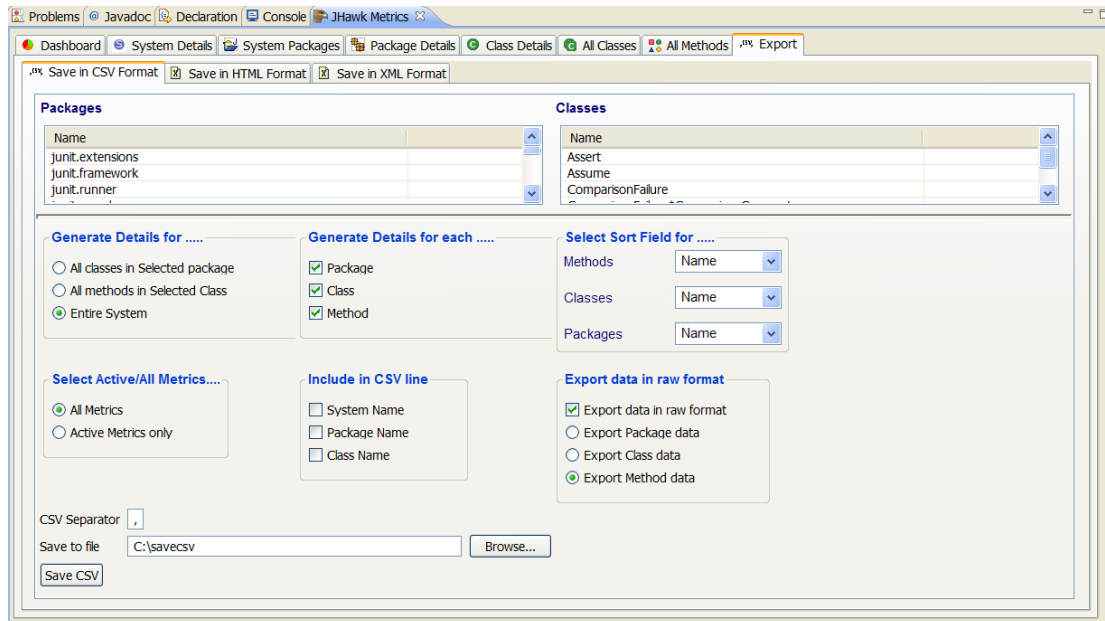 Problems @ Javadoc Declaration Console JHawk Metrics
Dashboard System Details System Packages Package Details Class Details All Classes All Methods Export
Save in CSV Format Save in HTML Format Save in XML Format
Packages Classes
Name Name
junit.extensions Assert
junit.framework Assume
junit.runner ComparisonFailure
Generate Details for ..... Generate Details for each ..... Select Sort Field for .....
All classes in Selected package Package Methods Name
All methods in Selected Class Class Classes Name
Entire System Method Packages Name
Select Active/All Metrics.... Include in CSV line Export data in raw format
All Metrics System Name Export data in raw format
Active Metrics only Package Name Export Package data
Class Name Export Class data
Export Method data
CSV Separator ,
Save to file C:\savecsv Browse...
Save CSV